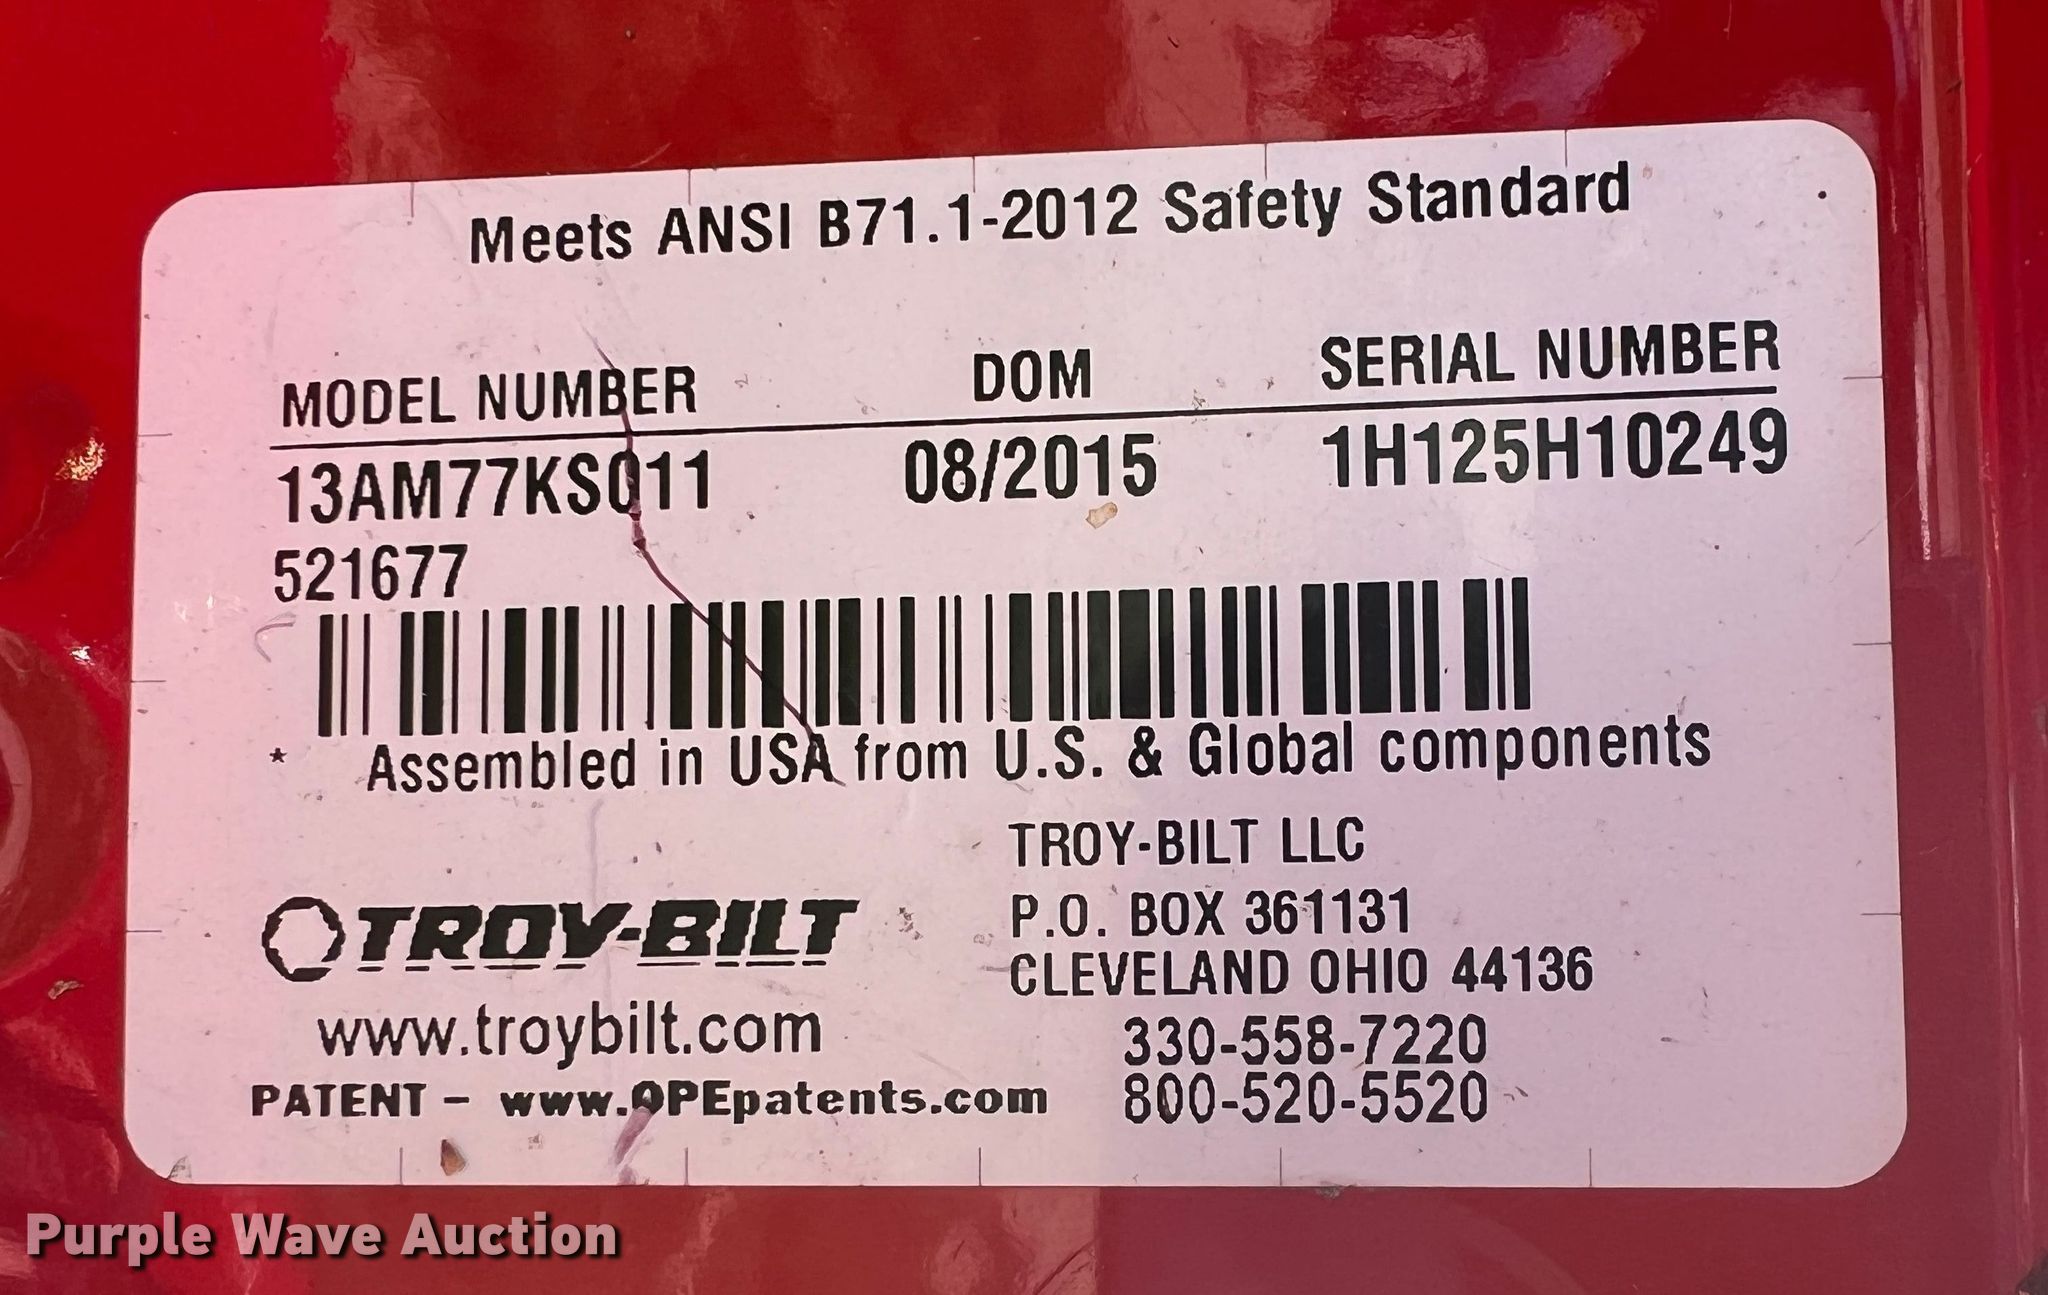 Meets ANSI B71.1-2012 Safety Standard
MODEL NUMBER DOM SERIAL NUMBER
13AM77KS011 08/2015 1H125H10249
521677
* Assembled in USA from U.S. & Global components
TROY-BILT
www.troybilt.com
PATENT - www.OPEpatents.com
TROY-BILT LLC
P.O. BOX 361131
CLEVELAND OHIO 44136
330-558-7220
800-520-5520
Purple Wave Auction